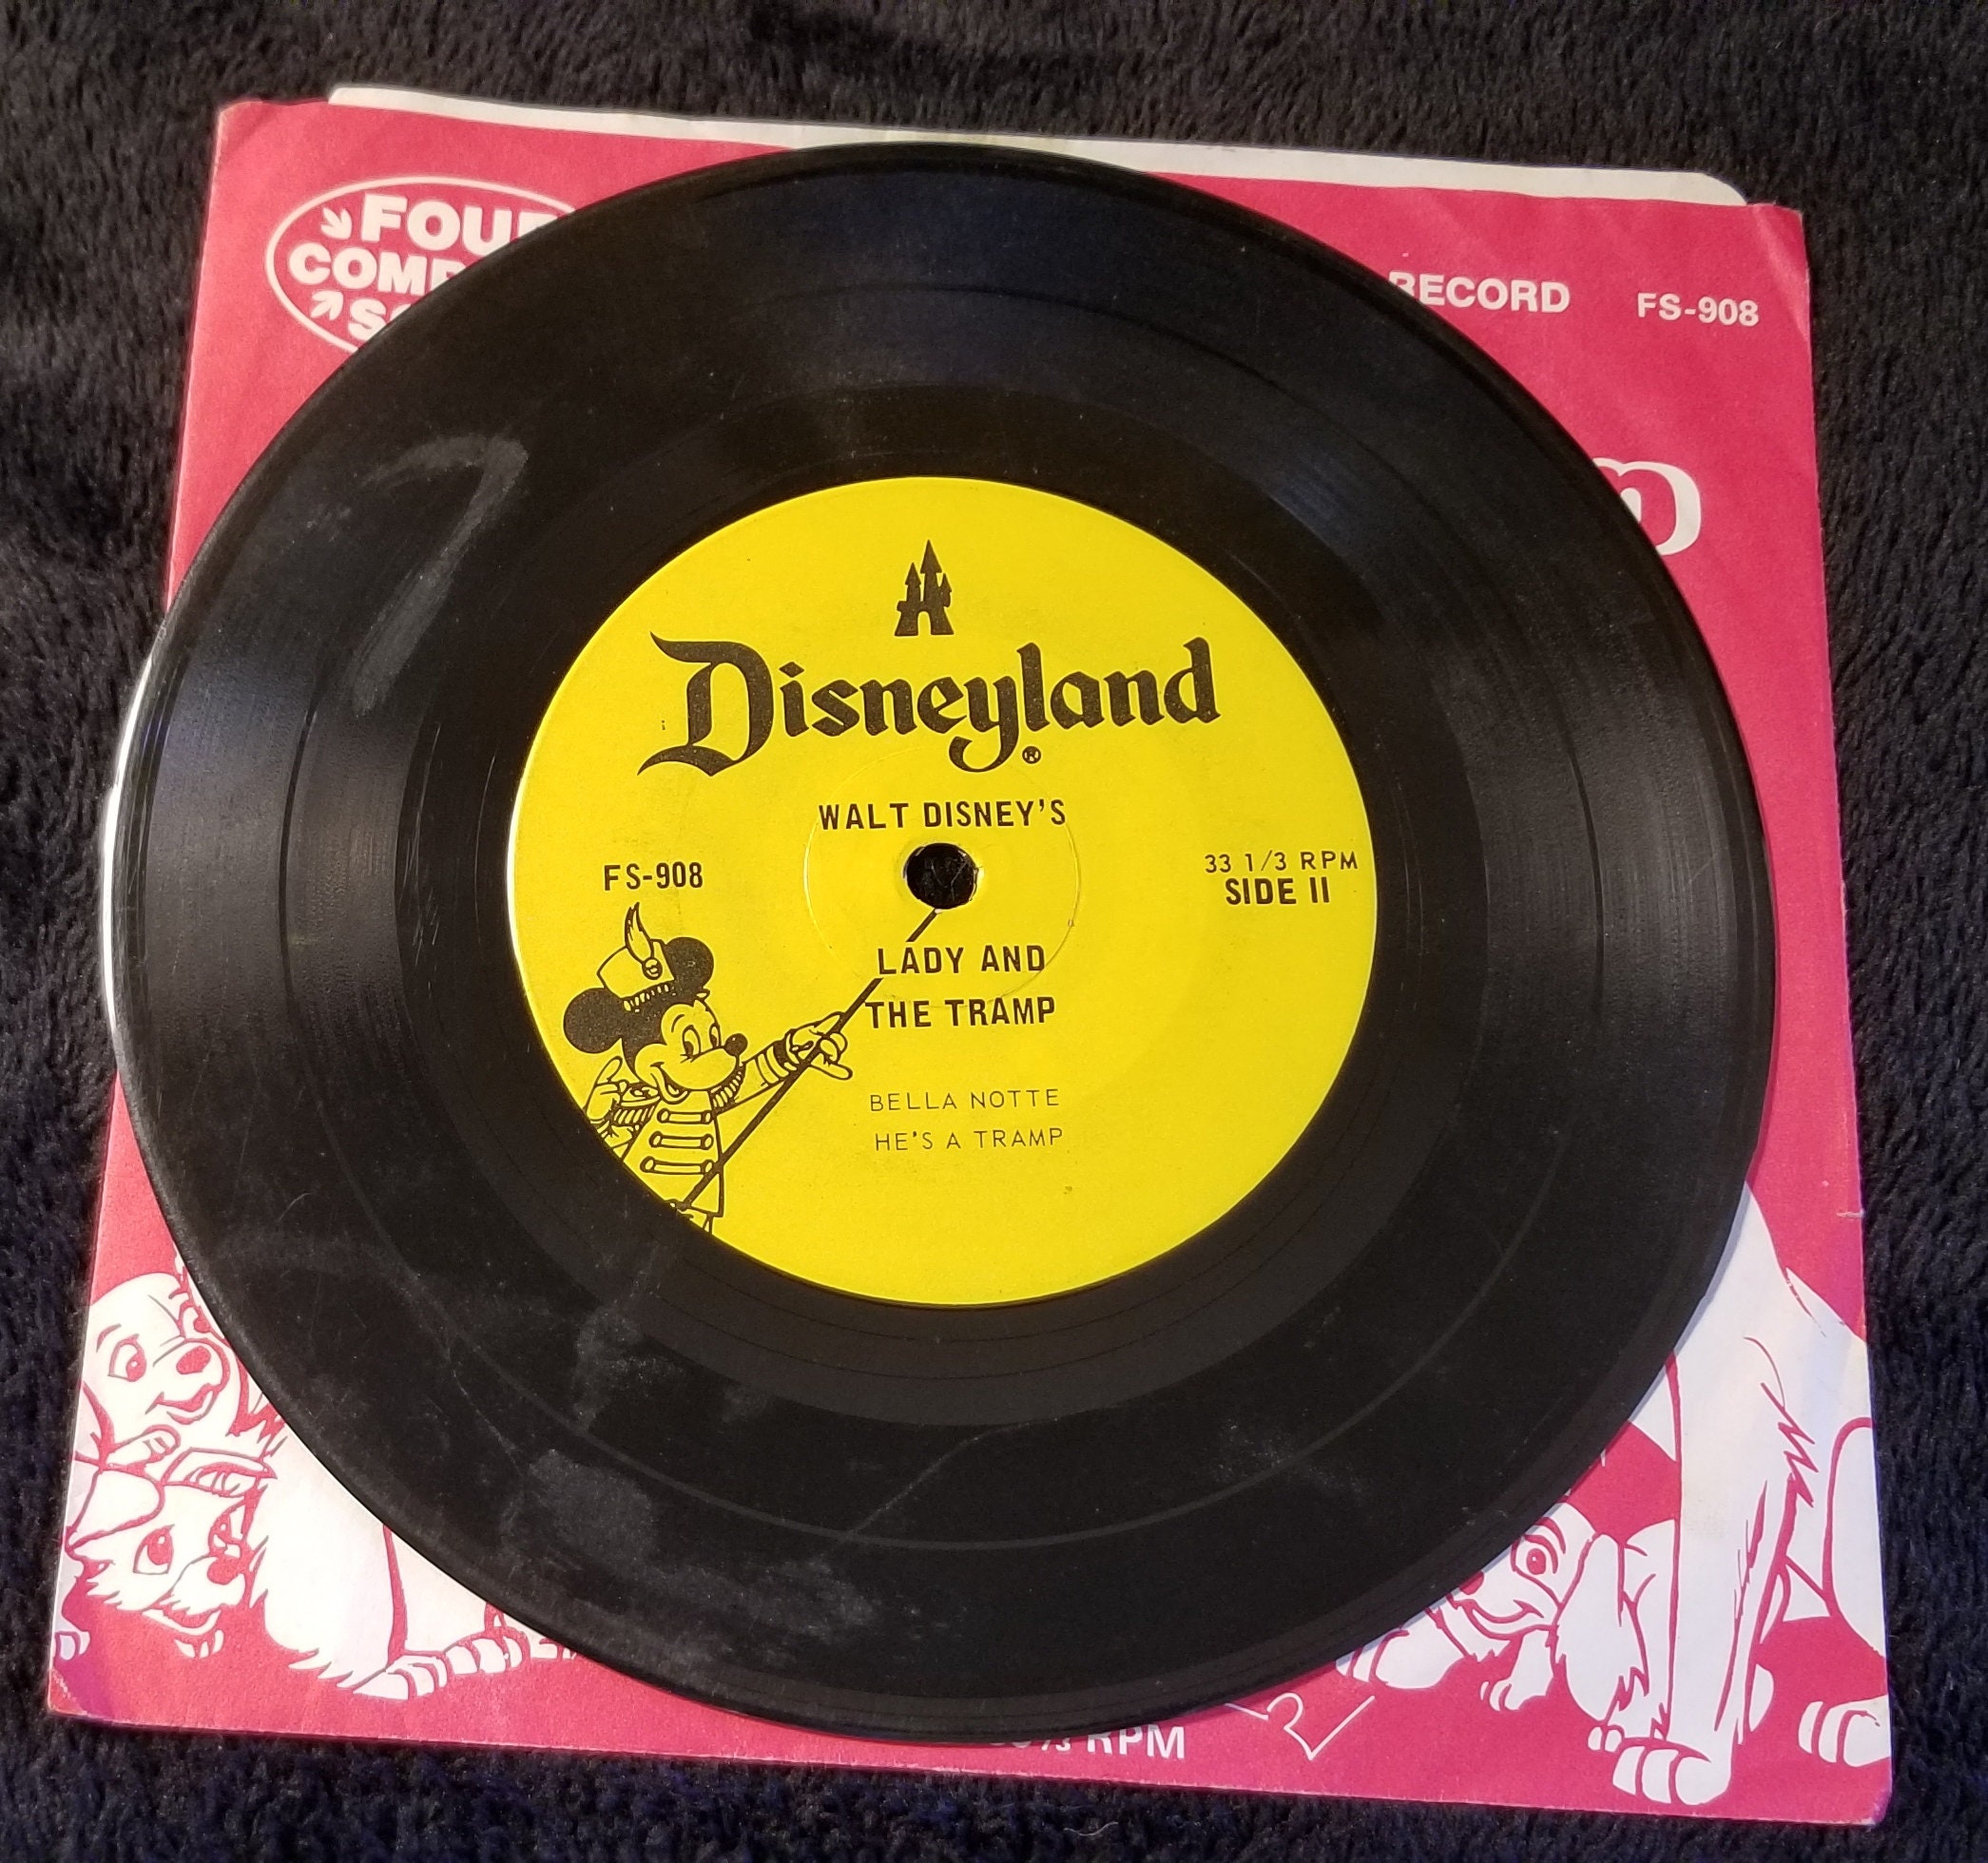 RECORD FS-908
Disneyland®
WALT DISNEY'S
FS-908
33 1/3 RPM
SIDE II
LADY AND
THE TRAMP
BELLA NOTTE
HE'S A TRAMP
RPM